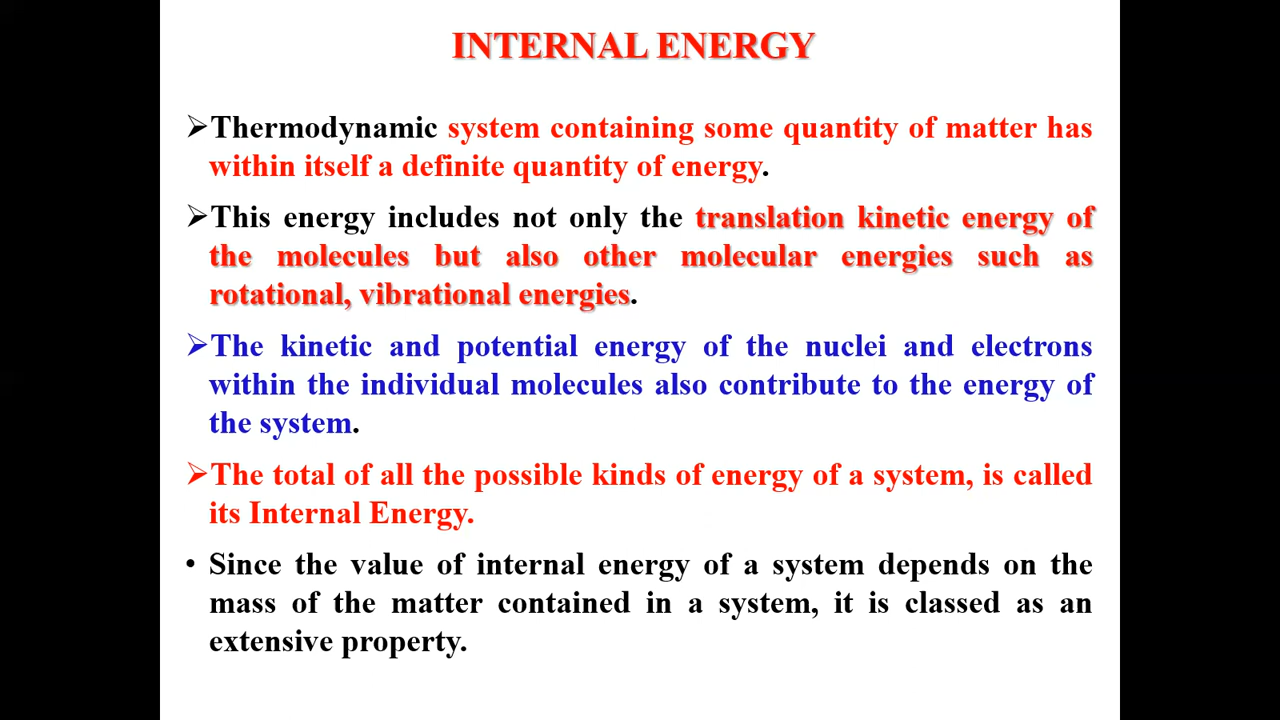 INTERNAL ENERGY
➢Thermodynamic system containing some quantity of matter has
within itself a definite quantity of energy.
➢This energy includes not only the translation kinetic energy of
the molecules but also other molecular energies such as
rotational, vibrational energies.
➢The kinetic and potential energy of the nuclei and electrons
within the individual molecules also contribute to the energy of
the system.
➢The total of all the possible kinds of energy of a system, is called
its Internal Energy.
• Since the value of internal energy of a system depends on the
mass of the matter contained in a system, it is classed as an
extensive property.